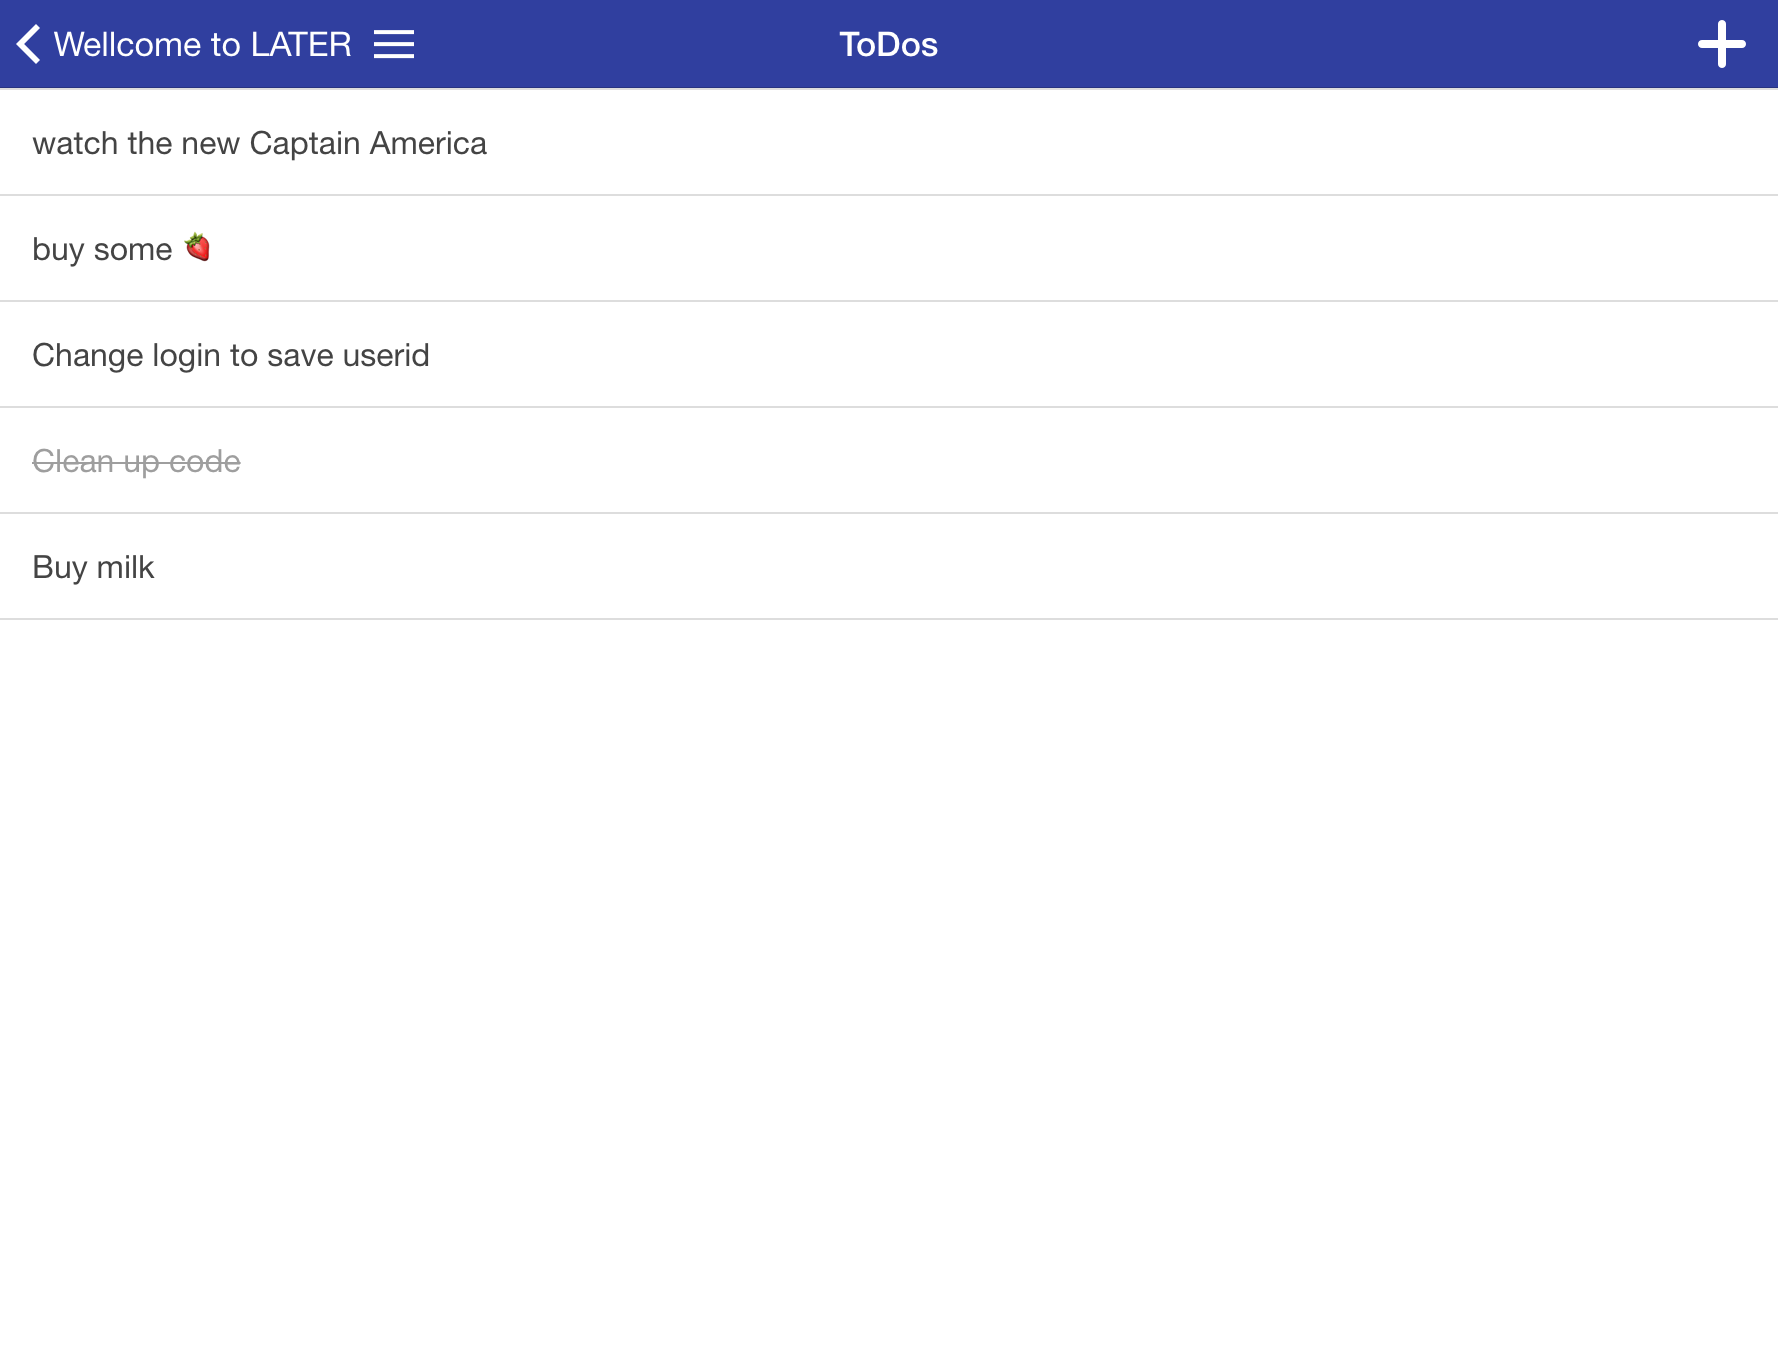 Wellcome to LATER
ToDos
watch the new Captain America
buy some 🍓
Change login to save userid
Clean up code
Buy milk